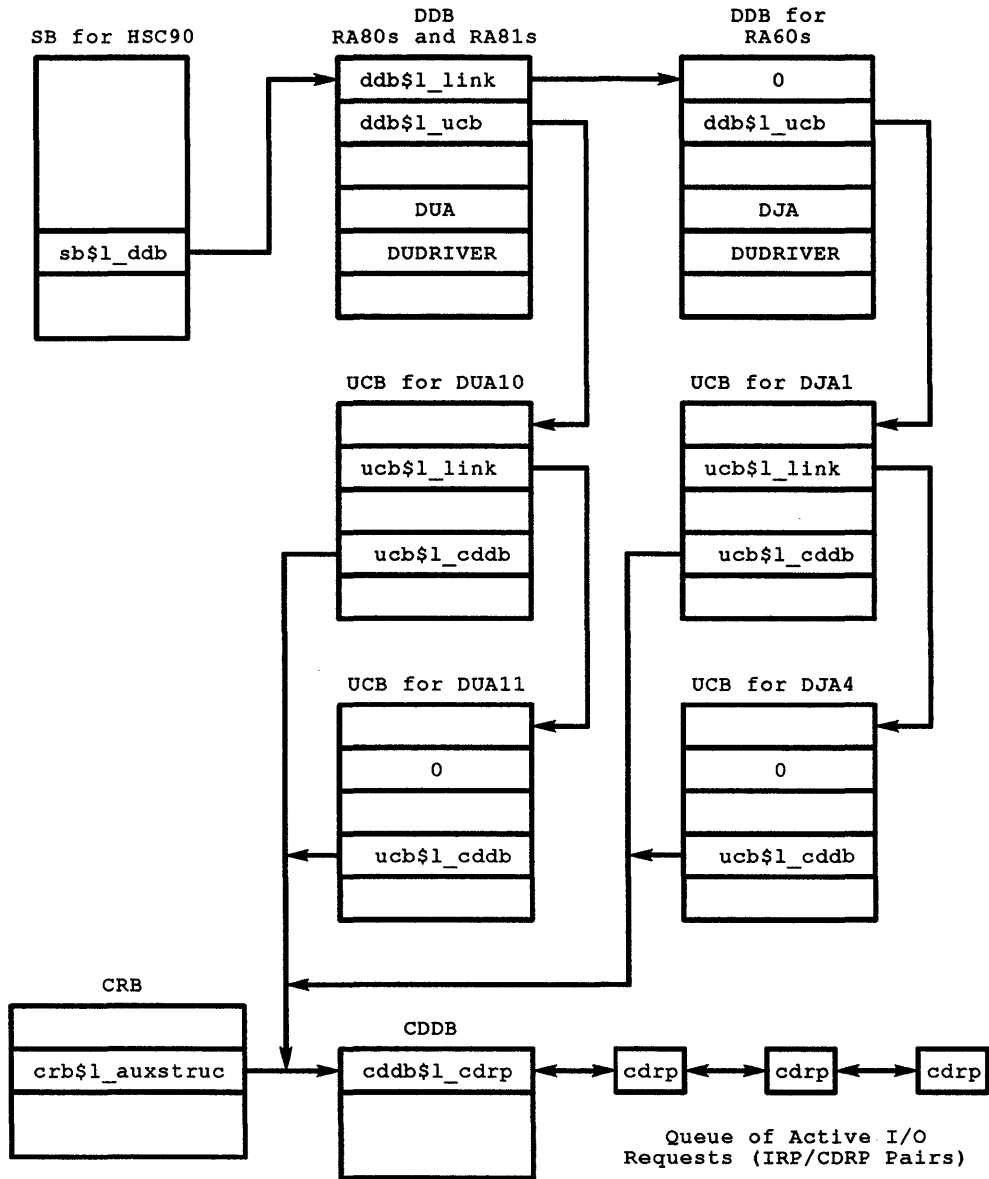 SB for HSC90
DDB
RA80s and RA81s
DDB for
RA60s
ddb$l_link
0
ddb$l_ucb
ddb$l_ucb
DUA
DJA
sb$l_ddb
DUDRIVER
DUDRIVER
UCB for DUA10
UCB for DJA1
ucb$l_link
ucb$l_link
ucb$l_cddb
ucb$l_cddb
UCB for DUA11
UCB for DJA4
0
0
ucb$l_cddb
ucb$l_cddb
CRB
CDDB
crb$l_auxstruc
cddb$l_cdrp
cdrp
cdrp
cdrp
Queue of Active I/O
Requests (IRP/CDRP Pairs)